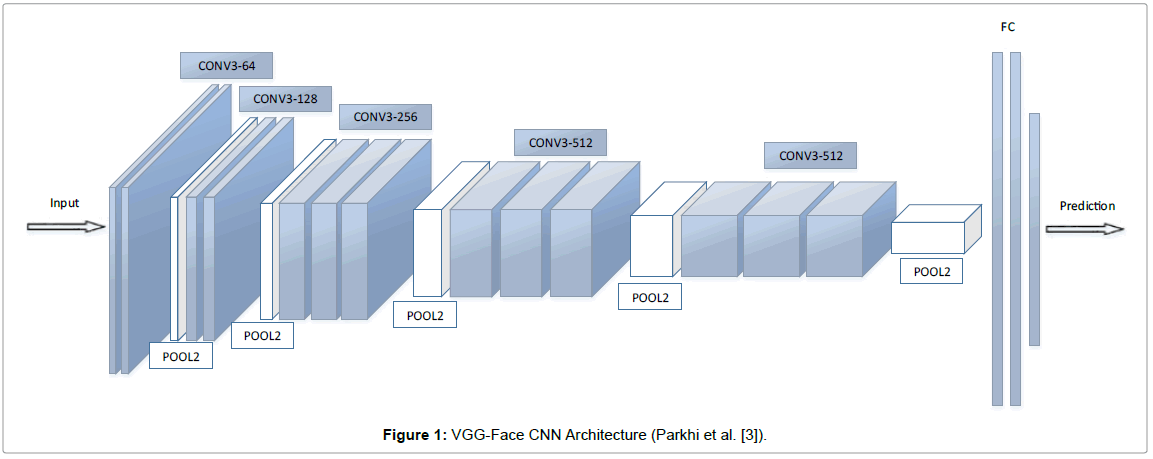 FC
CONV3-64
CONV3-128
CONV3-256
CONV3-512
CONV3-512
Input
Prediction
POOL2
POOL2
POOL2
POOL2
POOL2
Figure 1: VGG-Face CNN Architecture (Parkhi et al. [3]).